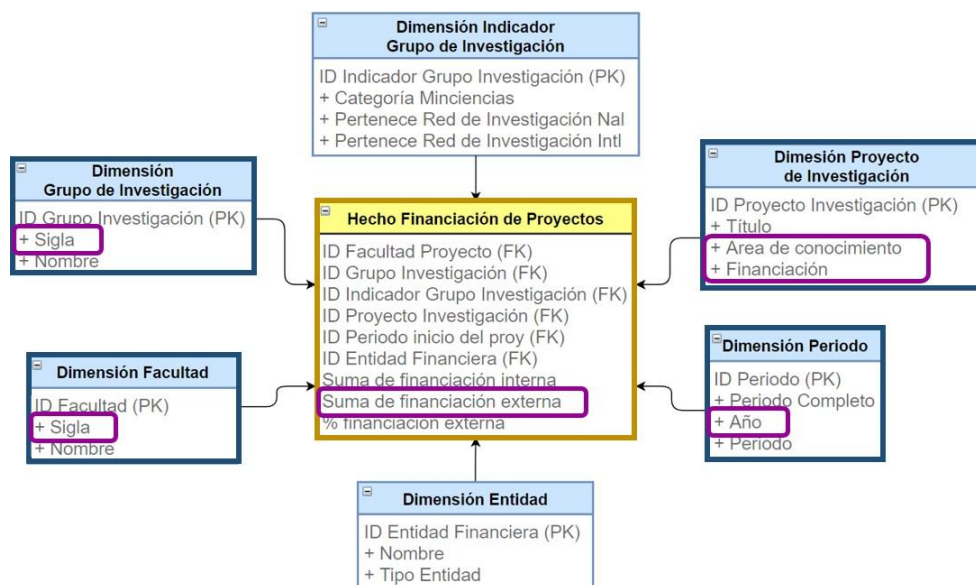 Dimensión Indicador
Grupo de Investigación
ID Indicador Grupo Investigación (PK)
+ Categoría Minciencias
+ Pertenece Red de Investigación Nal
+ Pertenece Red de Investigación Intl
Dimensión
Grupo de Investigación
ID Grupo Investigación (PK)
+ Sigla
+ Nombre
Dimesión Proyecto
de Investigación
ID Proyecto Investigación (PK)
+ Título
+ Area de conocimiento
+ Financiación
Hecho Financiación de Proyectos
ID Facultad Proyecto (FK)
ID Grupo Investigación (FK)
ID Indicador Grupo Investigación (FK)
ID Proyecto Investigación (FK)
ID Periodo inicio del proy (FK)
ID Entidad Financiera (FK)
Suma de financiación interna
Suma de financiación externa
% financiación externa
Dimensión Facultad
ID Facultad (PK)
+ Sigla
+ Nombre
Dimensión Periodo
ID Periodo (PK)
+ Periodo Completo
+ Año
+ Periodo
Dimensión Entidad
ID Entidad Financiera (PK)
+ Nombre
+ Tipo Entidad